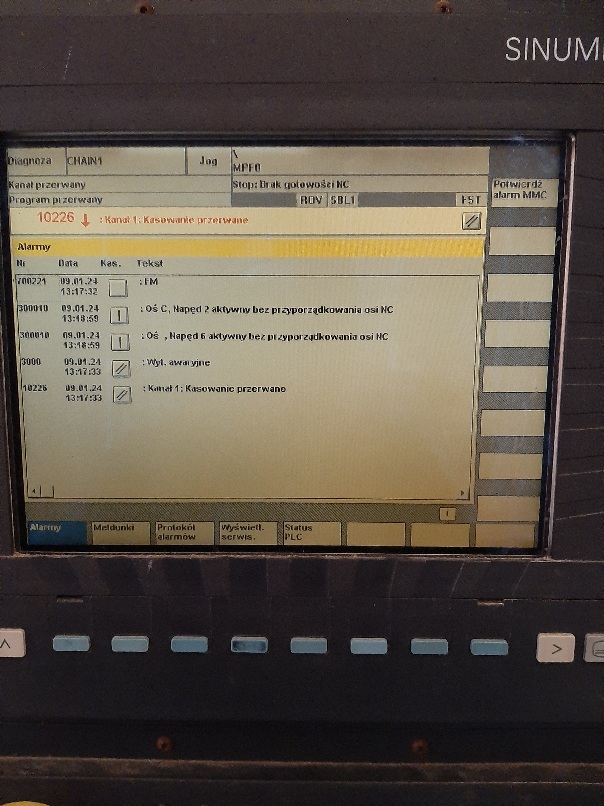 SINUM
Diagnoza CHAIN1 Jog \
MPF0
Kanał przerwany Stop: Brak gotowości NC
Program przerwany ROV SBL1 FST
Potwierdź
alarm MMC
10226 ↓ : Kanał 1: Kasowanie przerwane
Alarmy
Nr Data Kas. Tekst
700221 09.01.24 : EM
13:17:32
300010 09.01.24 ! : Oś C, Napęd 2 aktywny bez przyporządkowania osi NC
13:18:59
300010 09.01.24 ! : Oś , Napęd 6 aktywny bez przyporządkowania osi NC
13:18:59
3000 09.01.24 : Wył. awaryjne
13:17:33
10226 09.01.24 : Kanał 1: Kasowanie przerwane
13:17:33
i
Alarmy Meldunki Protokół Wyświetl. Status
alarmów serwis. PLC
^ >